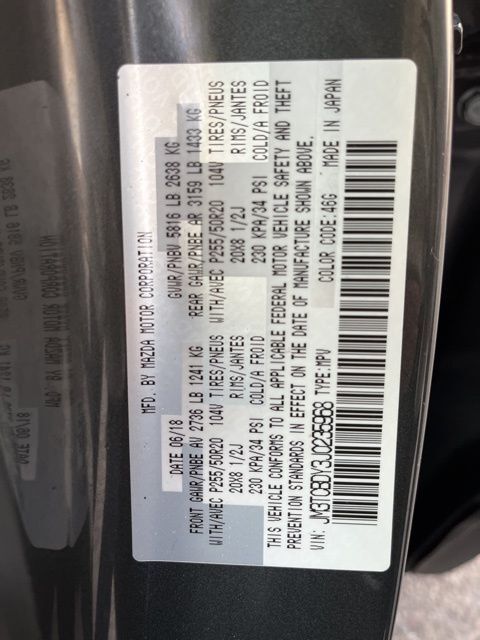 MFD. BY MAZDA MOTOR CORPORATION
DATE 06/18 GVWR/PNBV 5816 LB 2638 KG
FRONT GAWR/PNBE AV 2736 LB 1241 KG REAR GAWR/PNBE AR 3159 LB 1433 KG
WITH/AVEC P255/50R20 104V TIRES/PNEUS WITH/AVEC P255/50R20 104V TIRES/PNEUS
20X8 1/2J RIMS/JANTES 20X8 1/2J RIMS/JANTES
230 KPA/34 PSI COLD/A FROID 230 KPA/34 PSI COLD/A FROID
THIS VEHICLE CONFORMS TO ALL APPLICABLE FEDERAL MOTOR VEHICLE SAFETY AND THEFT
PREVENTION STANDARDS IN EFFECT ON THE DATE OF MANUFACTURE SHOWN ABOVE.
VIN: JM3TCBDY3J0235968 TYPE:MPV COLOR CODE:46G MADE IN JAPAN